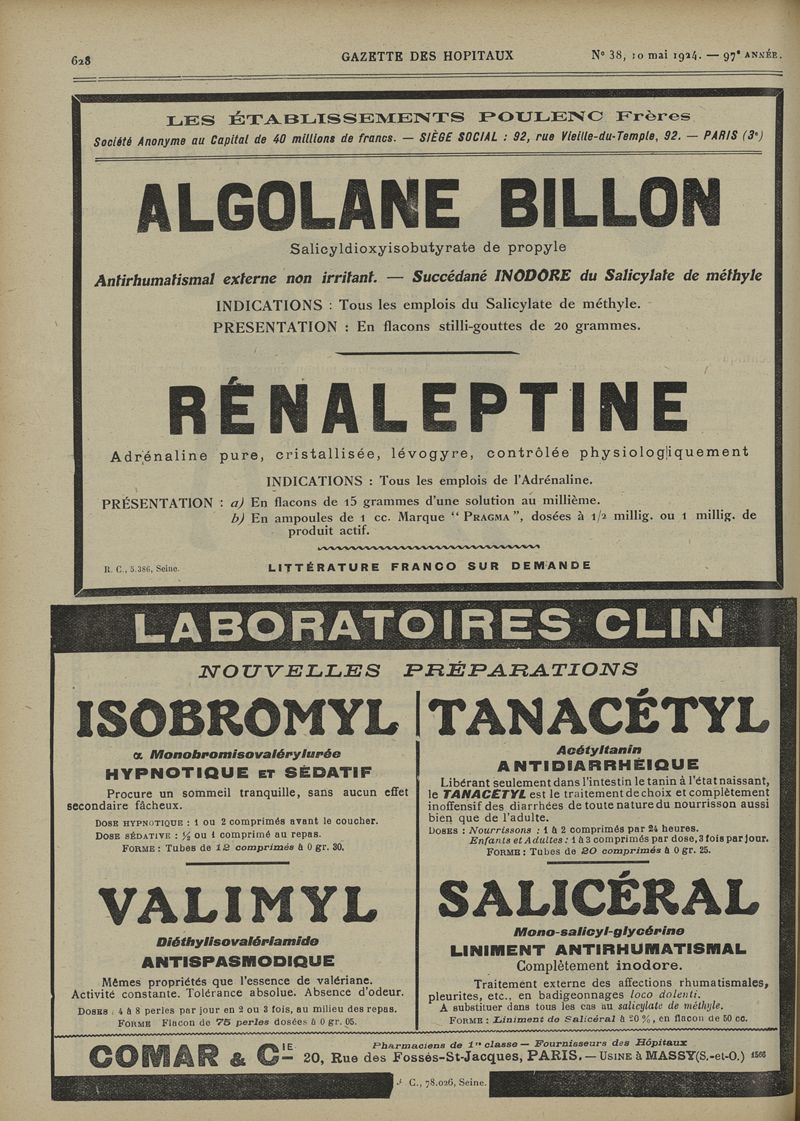 628
GAZETTE DES HOPITAUX
N° 38, 10 mai 1924. — 97e ANNÉE.
LES ÉTABLISSEMENTS POULENC Frères
Société Anonyme au Capital de 40 millions de francs. — SIÈGE SOCIAL : 92, rue Vieille-du-Temple, 92. — PARIS (3e)
ALGOLANE BILLON
Salicyldioxyisobutyrate de propyle
Antirhumatismal externe non irritant. — Succédané INODORE du Salicylate de méthyle
INDICATIONS : Tous les emplois du Salicylate de méthyle.
PRESENTATION : En flacons stilli-gouttes de 20 grammes.
RÉNALEPTINE
Adrénaline pure, cristallisée, lévogyre, contrôlée physiologiquement
INDICATIONS : Tous les emplois de l'Adrénaline.
PRÉSENTATION : a) En flacons de 15 grammes d'une solution au millième.
b) En ampoules de 1 cc. Marque “ PRAGMA ”, dosées à 1/2 millig. ou 1 millig. de
produit actif.
R. C., 5.386, Seine.
LITTÉRATURE FRANCO SUR DEMANDE
LABORATOIRES CLIN
NOUVELLES PRÉPARATIONS
ISOBROMYL
α Monobromisovalérylurée
HYPNOTIQUE ET SÉDATIF
Procure un sommeil tranquille, sans aucun effet
secondaire fâcheux.
DOSE HYPNOTIQUE : 1 ou 2 comprimés avant le coucher.
DOSE SÉDATIVE : ½ ou 1 comprimé au repas.
FORME : Tubes de 12 comprimés à 0 gr. 30.
TANACÉTYL
Acétyltanin
ANTIDIARRHÉIQUE
Libérant seulement dans l'intestin le tanin à l'état naissant,
le TANACETYL est le traitement de choix et complètement
inoffensif des diarrhées de toute nature du nourrisson aussi
bien que de l'adulte.
DOSES : Nourrissons : 1 à 2 comprimés par 24 heures.
Enfants et Adultes : 1 à 3 comprimés par dose, 3 fois par jour.
FORME : Tubes de 20 comprimés à 0 gr. 25.
VALIMYL
Diéthylisovalériamide
ANTISPASMODIQUE
Mêmes propriétés que l'essence de valériane.
Activité constante. Tolérance absolue. Absence d'odeur.
DOSES : 4 à 8 perles par jour en 2 ou 3 fois, au milieu des repas.
FORME Flacon de 75 perles dosées à 0 gr. 05.
SALICÉRAL
Mono-salicyl-glycérine
LINIMENT ANTIRHUMATISMAL
Complètement inodore.
Traitement externe des affections rhumatismales,
pleurites, etc., en badigeonnages loco dolenti.
A substituer dans tous les cas au salicylate de méthyle.
FORME : Liniment de Salicéral à 20 %, en flacon de 50 cc.
COMAR & CIE
Pharmaciens de 1re classe — Fournisseurs des Hôpitaux
20, Rue des Fossés-St-Jacques, PARIS. — USINE à MASSY (S.-et-O.) 1566
C., 78.026, Seine.